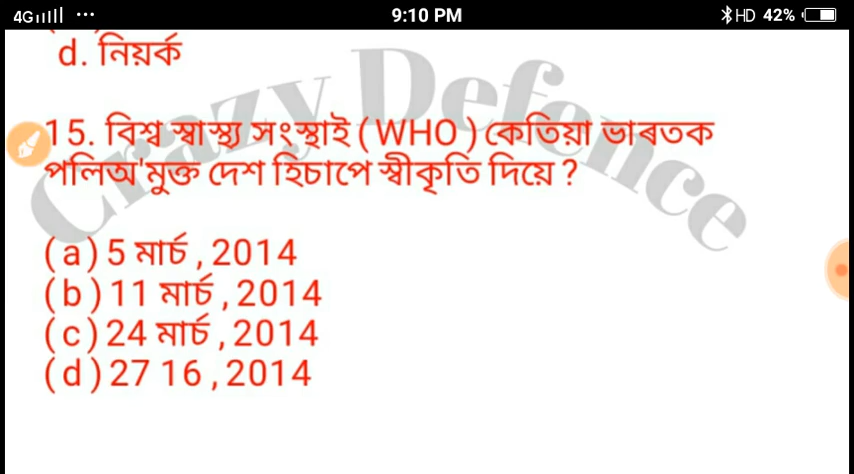 4G
9:10 PM
HD 42%
d. নিয়ৰ্ক
15. বিশ্ব স্বাস্থ্য সংস্থাই ( WHO ) কেতিয়া ভাৰতক
পলিঅ'মুক্ত দেশ হিচাপে স্বীকৃতি দিয়ে ?
( a ) 5 মাৰ্চ , 2014
( b ) 11 মাৰ্চ , 2014
( c ) 24 মাৰ্চ , 2014
( d ) 27 16 , 2014
Crazy Defence